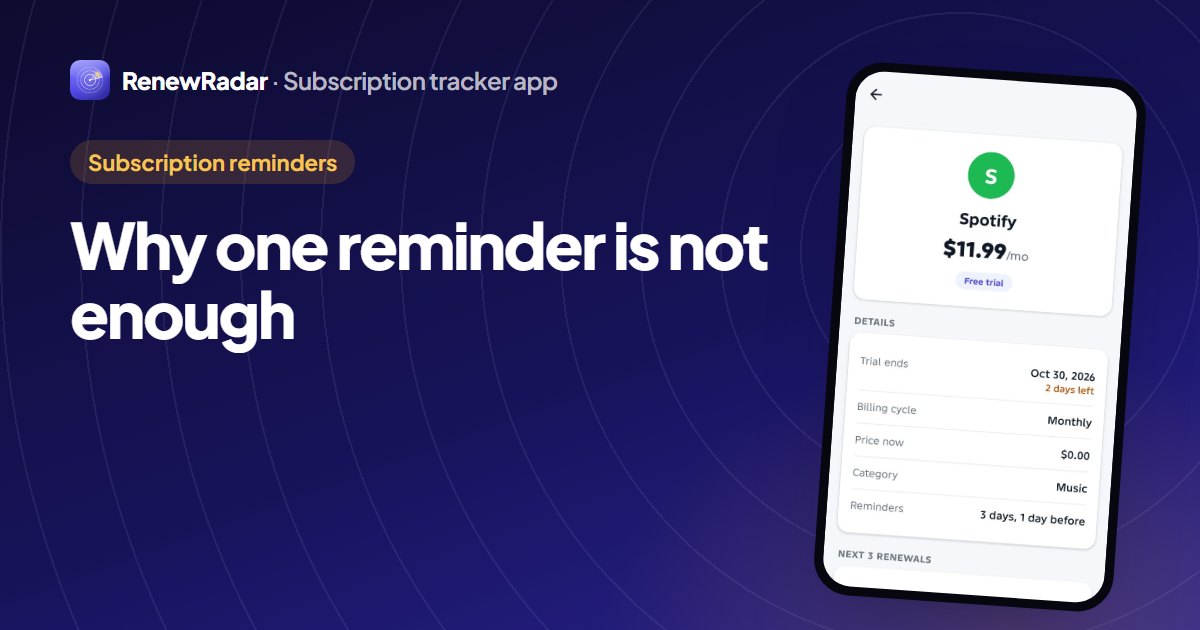 RenewRadar · Subscription tracker app
Subscription reminders
Why one reminder is not
enough
S
Spotify
$11.99/mo
Free trial
DETAILS
Trial ends
Oct 30, 2026
2 days left
Billing cycle
Monthly
Price now
$0.00
Category
Music
Reminders
3 days, 1 day before
NEXT 3 RENEWALS